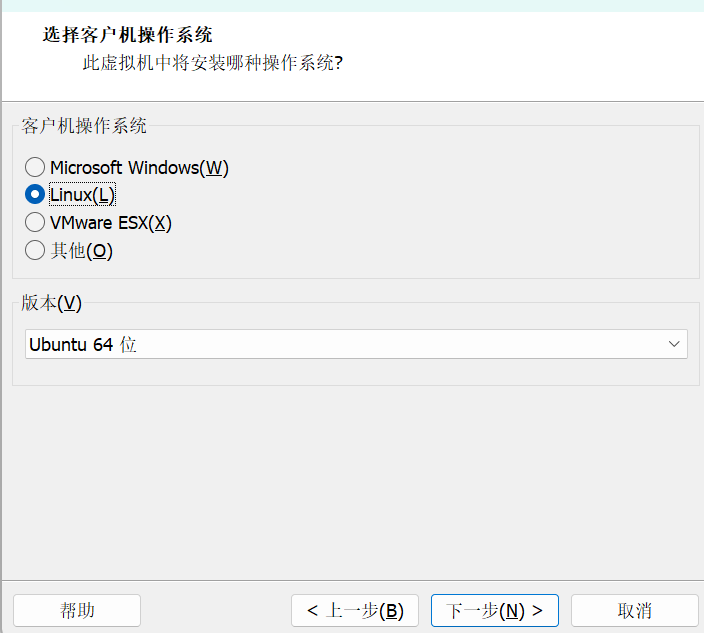 选择客户机操作系统
此虚拟机中将安装哪种操作系统?
客户机操作系统
Microsoft Windows(W)
Linux(L)
VMware ESX(X)
其他(O)
版本(V)
Ubuntu 64 位
帮助
< 上一步(B)
下一步(N) >
取消